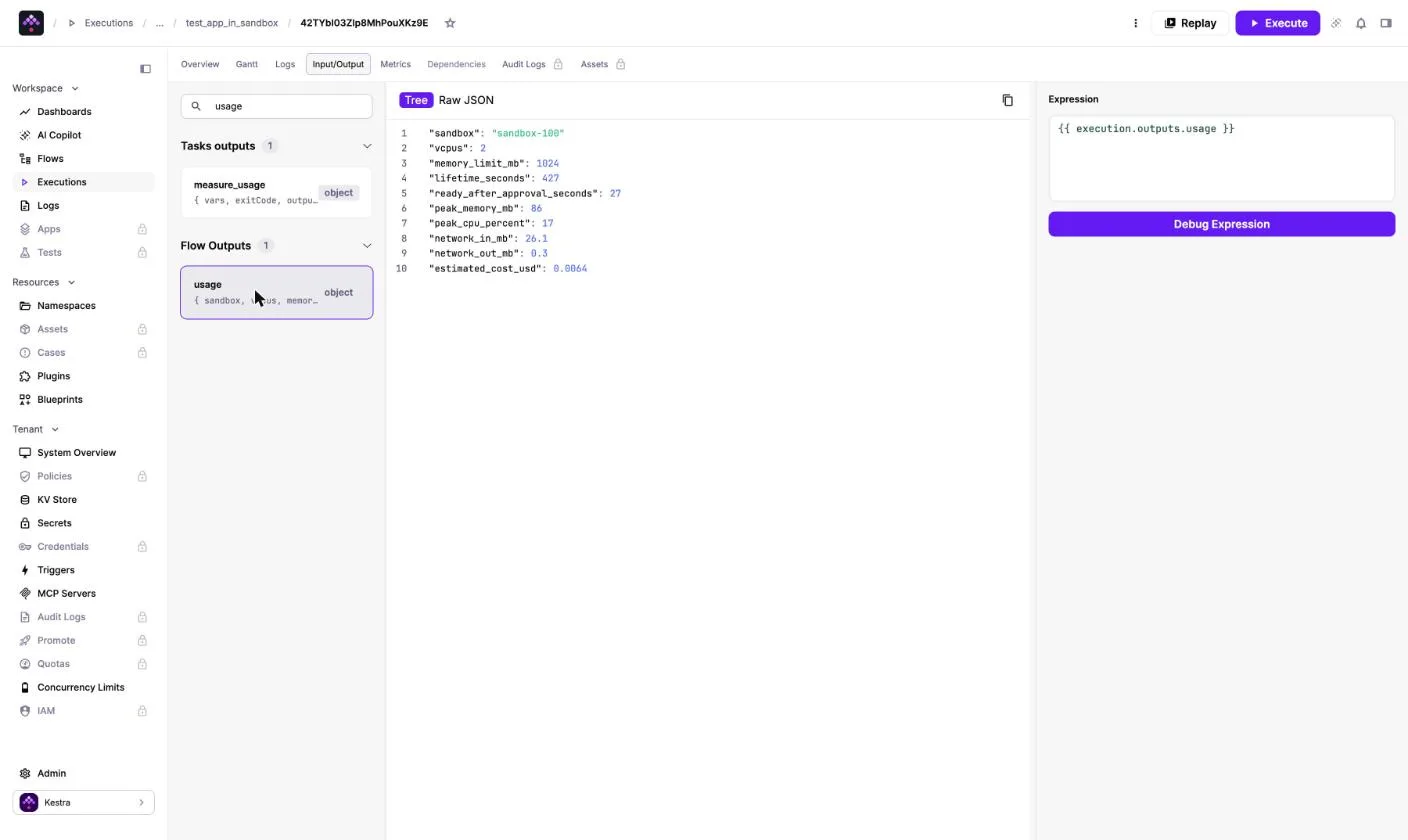 / Executions / ... / test_app_in_sandbox / 42TYbI03ZIp8MhPouXKz9E
Replay
Execute
Workspace
Dashboards
AI Copilot
Flows
Executions
Logs
Apps
Tests
Resources
Namespaces
Assets
Cases
Plugins
Blueprints
Tenant
System Overview
Policies
KV Store
Secrets
Credentials
Triggers
MCP Servers
Audit Logs
Promote
Quotas
Concurrency Limits
IAM
Admin
Kestra
Overview Gantt Logs Input/Output Metrics Dependencies Audit Logs Assets
usage
Tasks outputs 1
measure_usage
{ vars, exitCode, outpu…
object
Flow Outputs 1
usage
{ sandbox, v us, memor…
object
Tree Raw JSON
1 "sandbox": "sandbox-100"
2 "vcpus": 2
3 "memory_limit_mb": 1024
4 "lifetime_seconds": 427
5 "ready_after_approval_seconds": 27
6 "peak_memory_mb": 86
7 "peak_cpu_percent": 17
8 "network_in_mb": 26.1
9 "network_out_mb": 0.3
10 "estimated_cost_usd": 0.0064
Expression
{{ execution.outputs.usage }}
Debug Expression